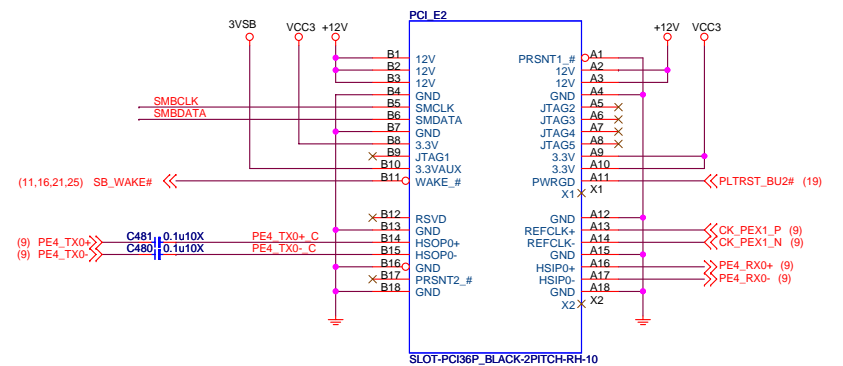 PCI_E2
3VSB VCC3 +12V +12V VCC3
B1 12V PRSNT1_# A1
B2 12V 12V A2
B3 12V 12V A3
B4 GND GND A4
SMBCLK B5 SMCLK JTAG2 A5
SMBDATA B6 SMDATA JTAG3 A6
B7 GND JTAG4 A7
B8 3.3V JTAG5 A8
B9 JTAG1 3.3V A9
B10 3.3VAUX 3.3V A10
(11,16,21,25) SB_WAKE# B11 WAKE_# PWRGD A11 PLTRST_BU2# (19)
X1 X1
B12 RSVD GND A12
B13 GND REFCLK+ A13 CK_PEX1_P (9)
(9) PE4_TX0+ C481 0.1u10X PE4_TX0+_C B14 HSOP0+ REFCLK- A14 CK_PEX1_N (9)
(9) PE4_TX0- C480 0.1u10X PE4_TX0-_C B15 HSOP0- GND A15
B16 GND HSIP0+ A16 PE4_RX0+ (9)
B17 PRSNT2_# HSIP0- A17 PE4_RX0- (9)
B18 GND GND A18
X2 X2
SLOT-PCI36P_BLACK-2PITCH-RH-10